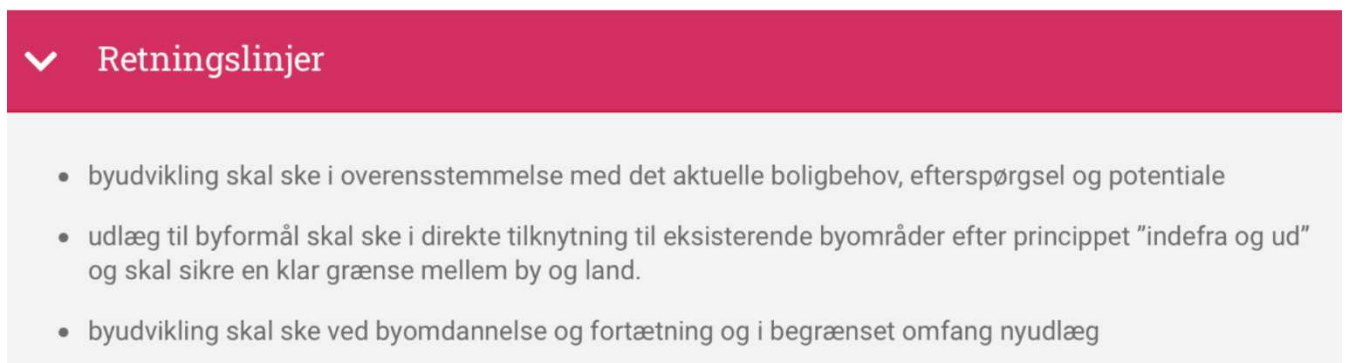 Retningslinjer
• byudvikling skal ske i overensstemmelse med det aktuelle boligbehov, efterspørgsel og potentiale
• udlæg til byformål skal ske i direkte tilknytning til eksisterende byområder efter princippet ”indefra og ud”
og skal sikre en klar grænse mellem by og land.
• byudvikling skal ske ved byomdannelse og fortætning og i begrænset omfang nyudlæg